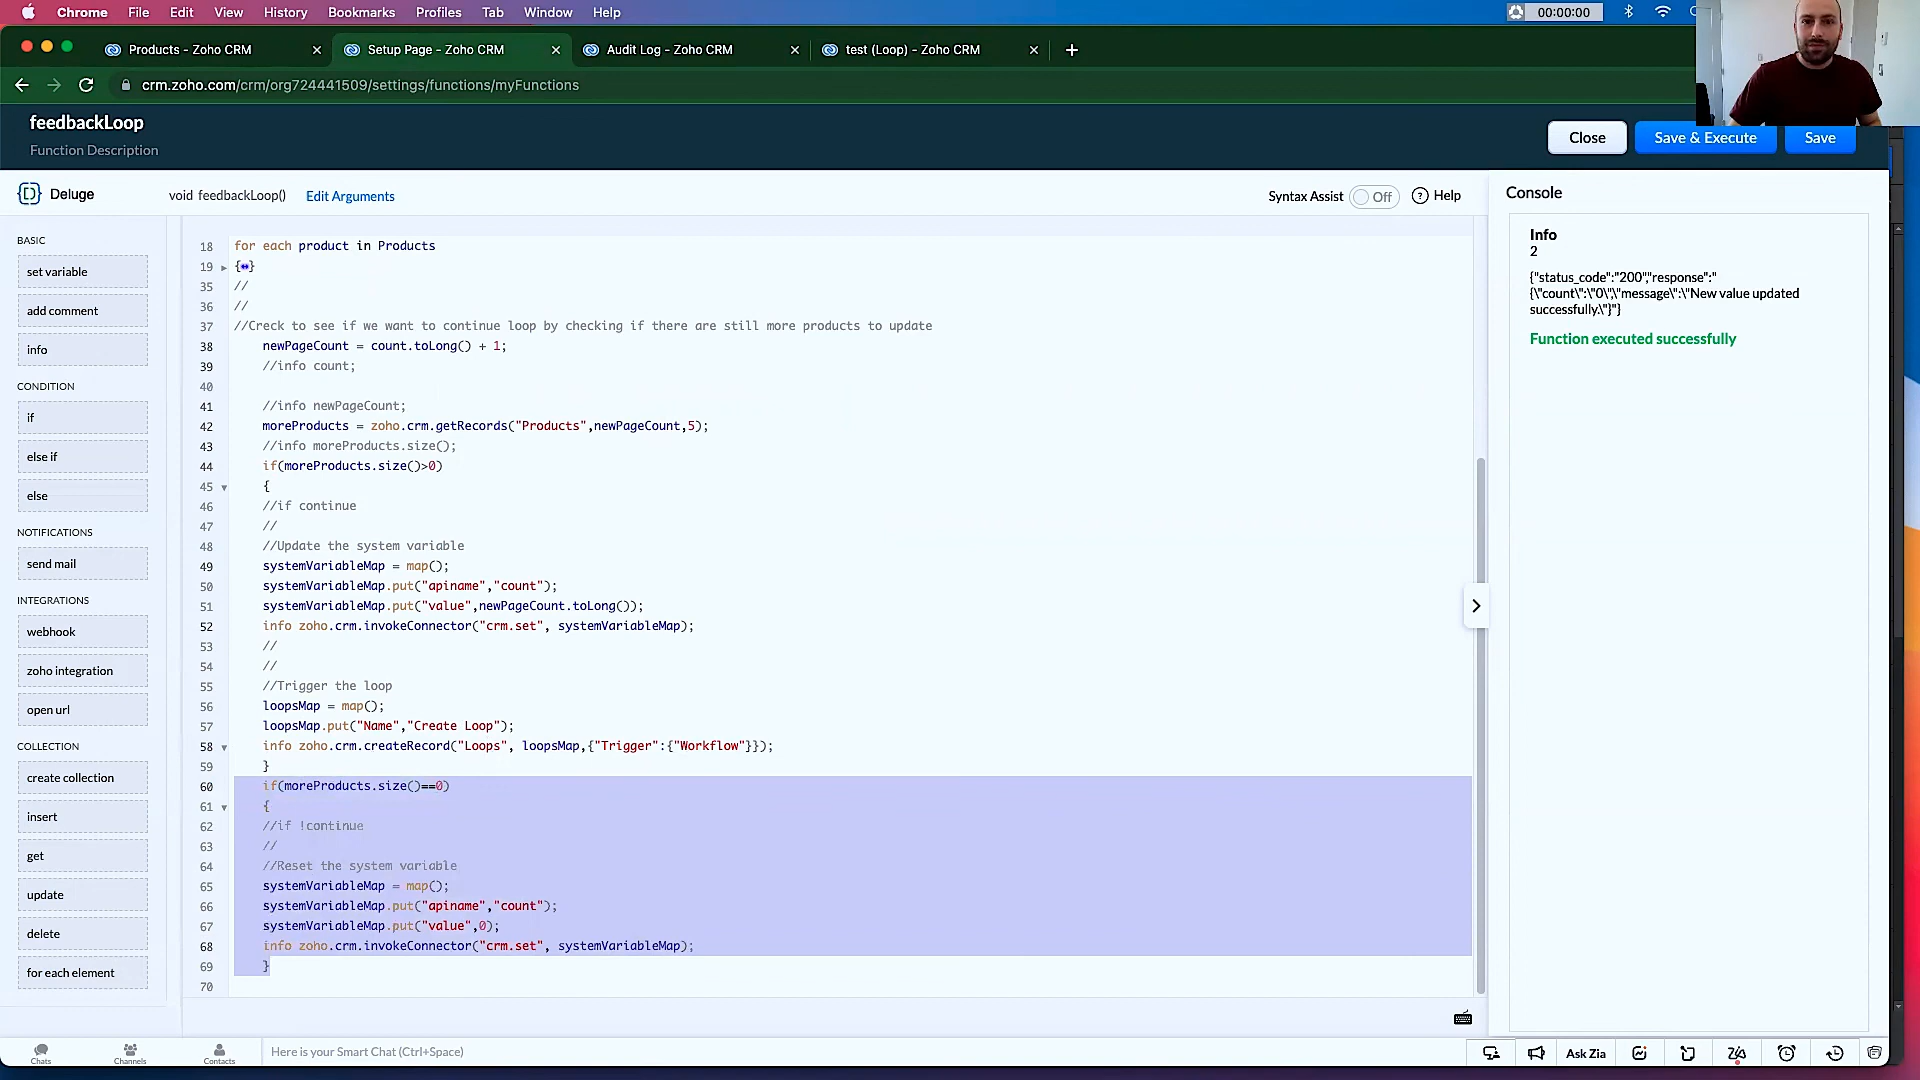 Chrome File Edit View History Bookmarks Profiles Tab Window Help
00:00:00
Products - Zoho CRM
Setup Page - Zoho CRM
Audit Log - Zoho CRM
test (Loop) - Zoho CRM
crm.zoho.com/crm/org724441509/settings/functions/myFunctions
feedbackLoop
Function Description
Close
Save & Execute
Save
Deluge
void feedbackLoop()
Edit Arguments
Syntax Assist
Off
Help
BASIC
set variable
add comment
info
CONDITION
if
else if
else
NOTIFICATIONS
send mail
INTEGRATIONS
webhook
zoho integration
open url
COLLECTION
create collection
insert
get
update
delete
for each element
18 for each product in Products
19 {↔}
35 //
36 //
37 //Creck to see if we want to continue loop by checking if there are still more products to update
38 newPageCount = count.toLong() + 1;
39 //info count;
40
41 //info newPageCount;
42 moreProducts = zoho.crm.getRecords("Products",newPageCount,5);
43 //info moreProducts.size();
44 if(moreProducts.size()>0)
45 {
46 //if continue
47 //
48 //Update the system variable
49 systemVariableMap = map();
50 systemVariableMap.put("apiname","count");
51 systemVariableMap.put("value",newPageCount.toLong());
52 info zoho.crm.invokeConnector("crm.set", systemVariableMap);
53 //
54 //
55 //Trigger the loop
56 loopsMap = map();
57 loopsMap.put("Name","Create Loop");
58 info zoho.crm.createRecord("Loops", loopsMap,{"Trigger":{"Workflow"}});
59 }
60 if(moreProducts.size()==0)
61 {
62 //if !continue
63 //
64 //Reset the system variable
65 systemVariableMap = map();
66 systemVariableMap.put("apiname","count");
67 systemVariableMap.put("value",0);
68 info zoho.crm.invokeConnector("crm.set", systemVariableMap);
69 }
70
Console
Info
2
{"status_code":"200","response":"
{\"count\":\"0\",\"message\":\"New value updated
successfully.\"}"}
Function executed successfully
Chats
Channels
Contacts
Here is your Smart Chat (Ctrl+Space)
Ask Zia